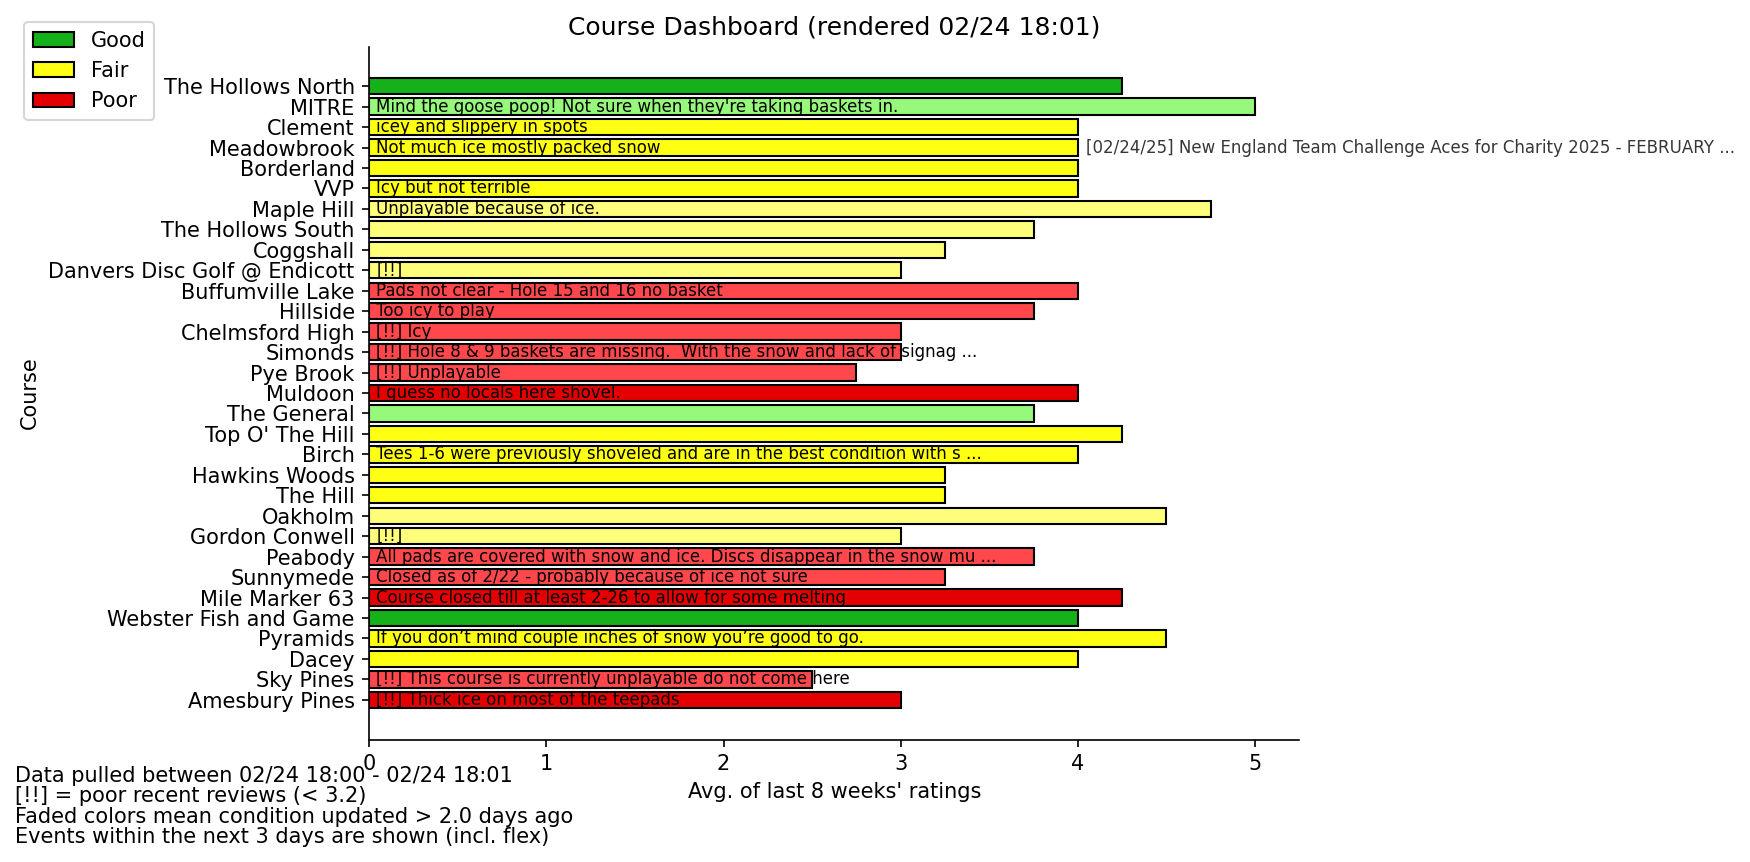 Course Dashboard (rendered 02/24 18:01)
Good
Fair
Poor
Course
The Hollows North
MITRE Mind the goose poop! Not sure when they're taking baskets in.
Clement icey and slippery in spots
Meadowbrook Not much ice mostly packed snow [02/24/25] New England Team Challenge Aces for Charity 2025 - FEBRUARY ...
Borderland
VVP Icy but not terrible
Maple Hill Unplayable because of ice.
The Hollows South
Coggshall
Danvers Disc Golf @ Endicott [!!]
Buffumville Lake Pads not clear - Hole 15 and 16 no basket
Hillside Too icy to play
Chelmsford High [!!] Icy
Simonds [!!] Hole 8 & 9 baskets are missing.  With the snow and lack of signag ...
Pye Brook [!!] Unplayable
Muldoon I guess no locals here shovel.
The General
Top O' The Hill
Birch Tees 1-6 were previously shoveled and are in the best condition with s ...
Hawkins Woods
The Hill
Oakholm
Gordon Conwell [!!]
Peabody All pads are covered with snow and ice. Discs disappear in the snow mu ...
Sunnymede Closed as of 2/22 - probably because of ice not sure
Mile Marker 63 Course closed till at least 2-26 to allow for some melting
Webster Fish and Game
Pyramids If you don’t mind couple inches of snow you’re good to go.
Dacey
Sky Pines [!!] This course is currently unplayable do not come here
Amesbury Pines [!!] Thick ice on most of the teepads
0 1 2 3 4 5
Avg. of last 8 weeks' ratings
Data pulled between 02/24 18:00 - 02/24 18:01
[!!] = poor recent reviews (< 3.2)
Faded colors mean condition updated > 2.0 days ago
Events within the next 3 days are shown (incl. flex)